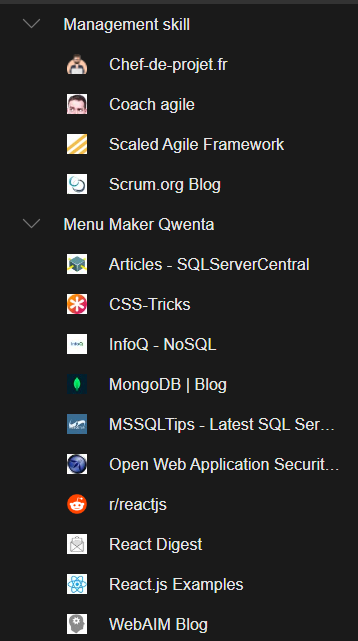 Management skill
Chef-de-projet.fr
Coach agile
Scaled Agile Framework
Scrum.org Blog
Menu Maker Qwenta
Articles - SQLServerCentral
CSS-Tricks
InfoQ - NoSQL
MongoDB | Blog
MSSQLTips - Latest SQL Ser...
Open Web Application Securit...
r/reactjs
React Digest
React.js Examples
WebAIM Blog